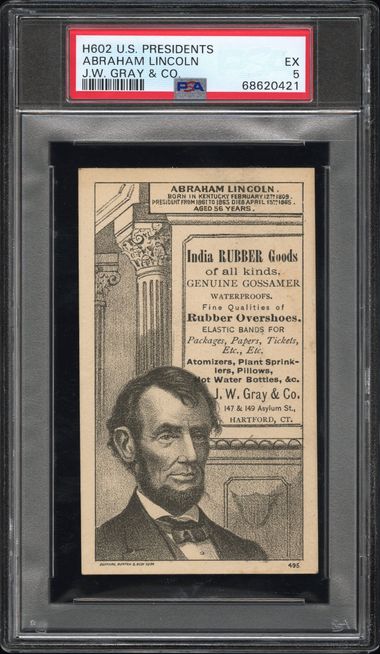 H602 U.S. PRESIDENTS
ABRAHAM LINCOLN
EX
J.W. GRAY & CO.
5
PSA
68620421
ABRAHAM LINCOLN.
BORN IN KENTUCKY FEBRUARY 12TH 1809.
PRESIDENT FROM 1861 TO 1865 DIED APRIL 15TH 1865.
AGED 56 YEARS.
India RUBBER Goods
of all kinds,
GENUINE GOSSAMER
WATERPROOFS.
Fine Qualities of
Rubber Overshoes.
ELASTIC BANDS FOR
Packages, Papers, Tickets,
Etc., Etc.
Atomizers, Plant Sprink-
lers, Pillows,
Hot Water Bottles, &c.
J. W. Gray & Co.
147 & 149 Asylum St.,
HARTFORD, CT.
495